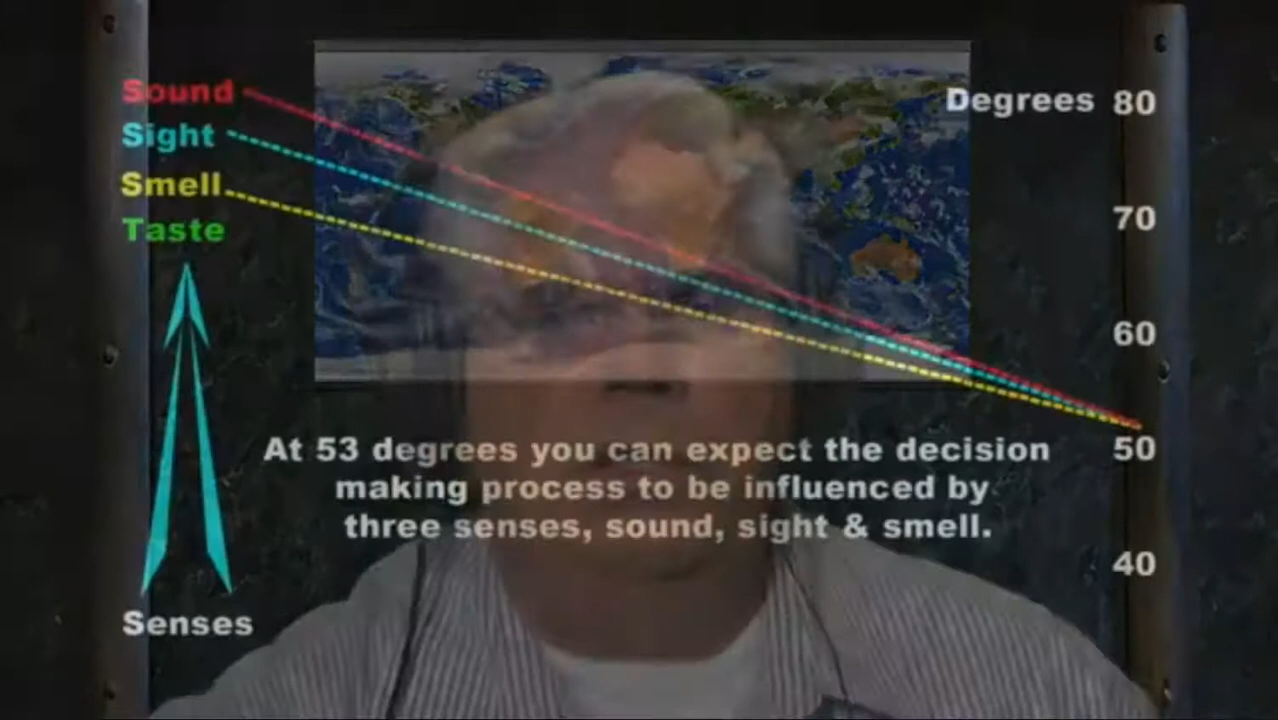 Sound
Sight
Smell
Taste
Senses
Degrees 80
70
60
50
40
At 53 degrees you can expect the decision
making process to be influenced by
three senses, sound, sight & smell.